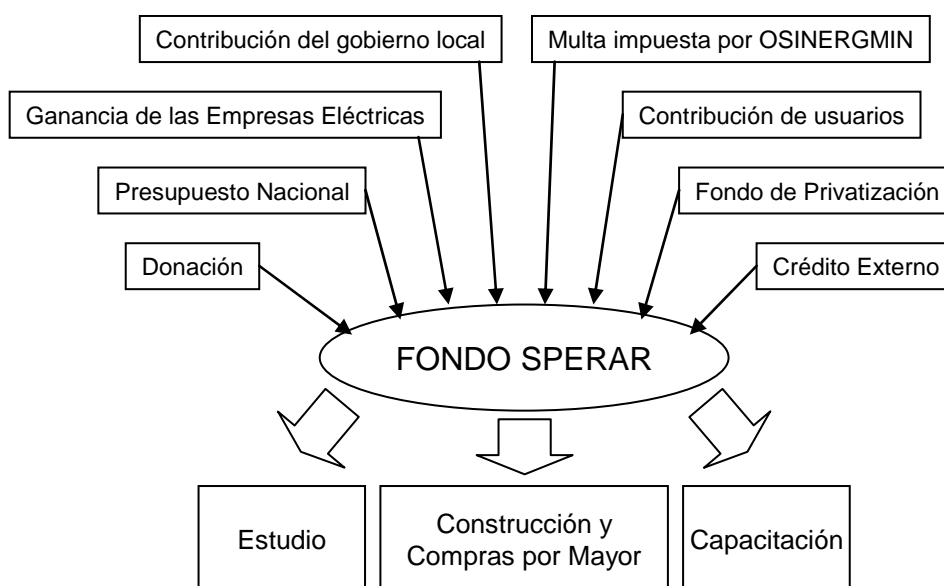 Contribución del gobierno local
Multa impuesta por OSINERGMIN
Ganancia de las Empresas Eléctricas
Contribución de usuarios
Presupuesto Nacional
Fondo de Privatización
Donación
Crédito Externo
FONDO SPERAR
Estudio
Construcción y
Compras por Mayor
Capacitación